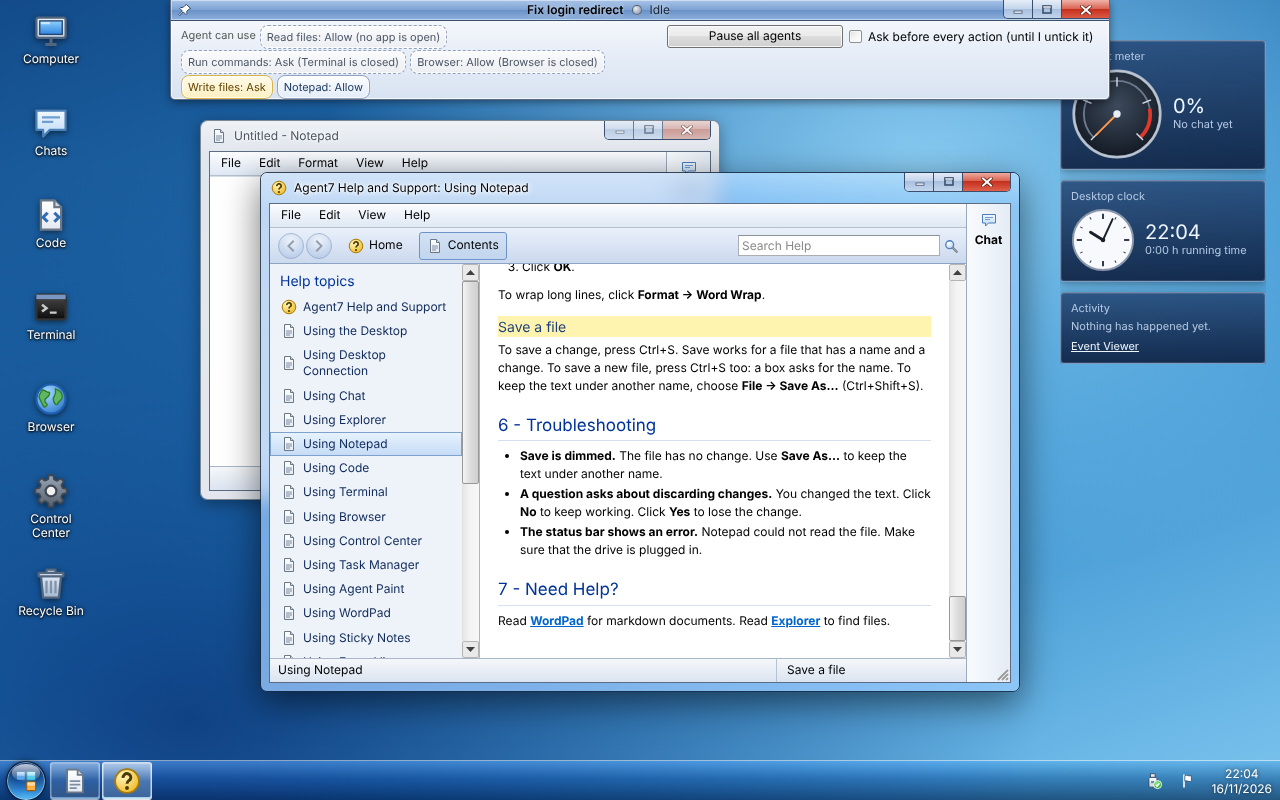 Fix login redirect Idle
Agent can use Read files: Allow (no app is open)
Run commands: Ask (Terminal is closed) Browser: Allow (Browser is closed)
Write files: Ask Notepad: Allow
Pause all agents Ask before every action (until I untick it)
Computer
Chats
Code
Terminal
Browser
Control
Center
Recycle Bin
meter
0%
No chat yet
Desktop clock
22:04
0:00 h running time
Activity
Nothing has happened yet.
Event Viewer
Untitled - Notepad
File Edit Format View Help
Agent7 Help and Support: Using Notepad
File Edit View Help
Home Contents Search Help
Chat
Help topics
Agent7 Help and Support
Using the Desktop
Using Desktop
Connection
Using Chat
Using Explorer
Using Notepad
Using Code
Using Terminal
Using Browser
Using Control Center
Using Task Manager
Using Agent Paint
Using WordPad
Using Sticky Notes
3. Click OK.
To wrap long lines, click Format → Word Wrap.
Save a file
To save a change, press Ctrl+S. Save works for a file that has a name and a
change. To save a new file, press Ctrl+S too: a box asks for the name. To
keep the text under another name, choose File → Save As... (Ctrl+Shift+S).
6 - Troubleshooting
• Save is dimmed. The file has no change. Use Save As... to keep the
text under another name.
• A question asks about discarding changes. You changed the text. Click
No to keep working. Click Yes to lose the change.
• The status bar shows an error. Notepad could not read the file. Make
sure that the drive is plugged in.
7 - Need Help?
Read WordPad for markdown documents. Read Explorer to find files.
Using Notepad Save a file
22:04
16/11/2026